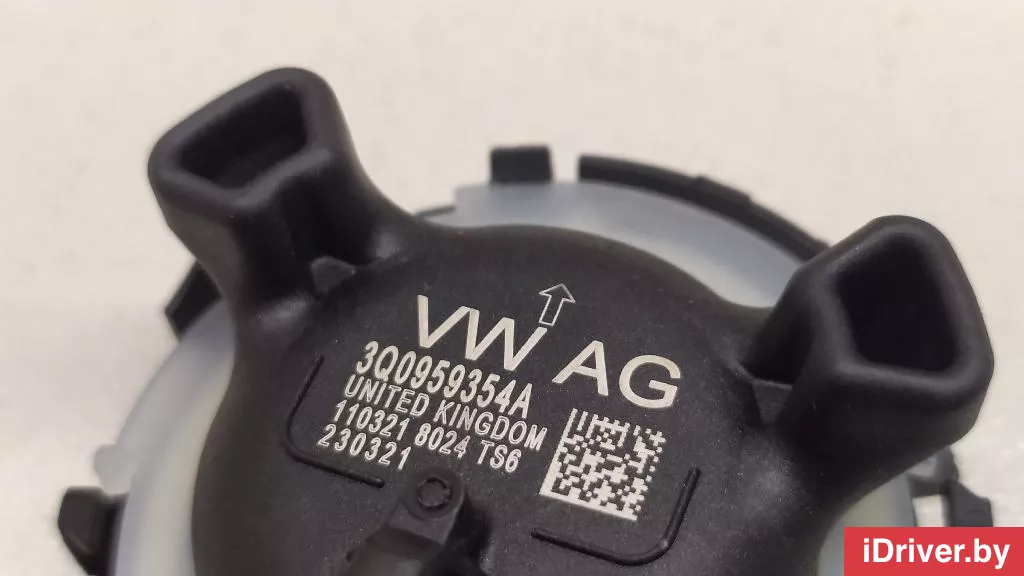 VW AG
3Q0959354A
UNITED KINGDOM
110321 8024 TS6
230321
iDriver.by